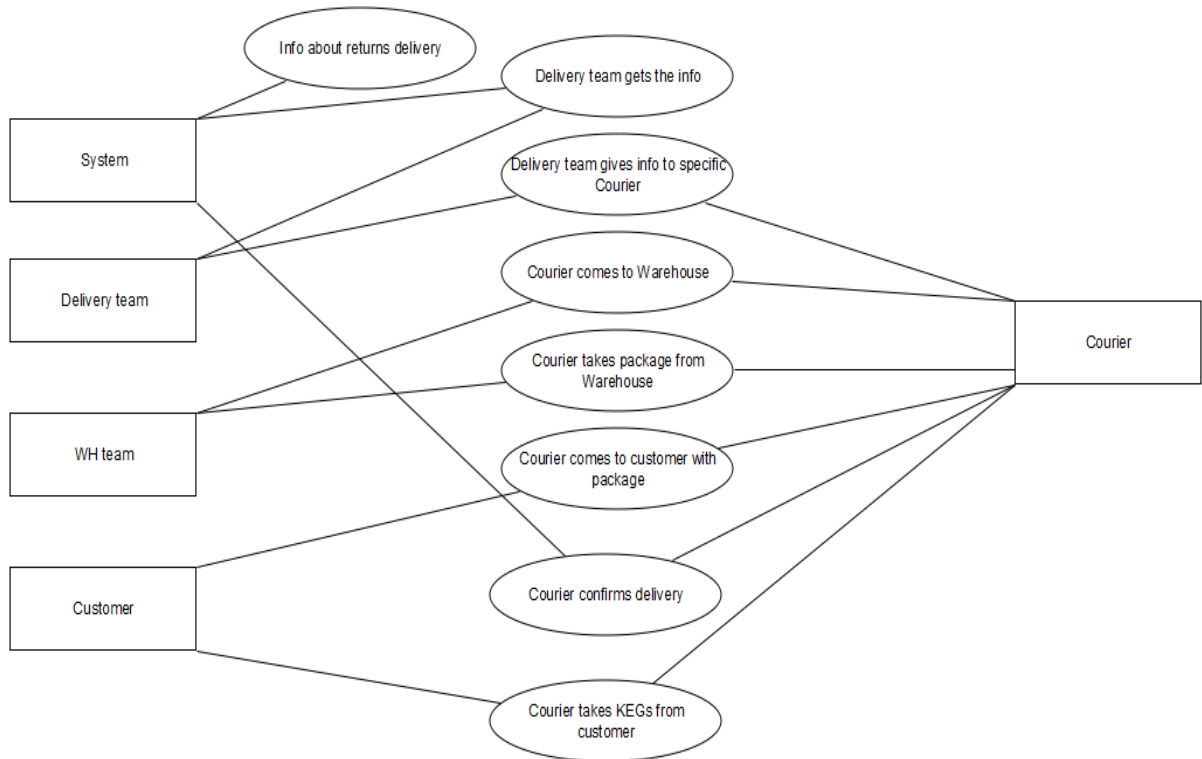 Info about returns delivery
Delivery team gets the info
System
Delivery team gives info to specific
Courier
Delivery team
Courier comes to Warehouse
Courier
Courier takes package from
Warehouse
WH team
Courier comes to customer with
package
Customer
Courier confirms delivery
Courier takes KEGs from
customer